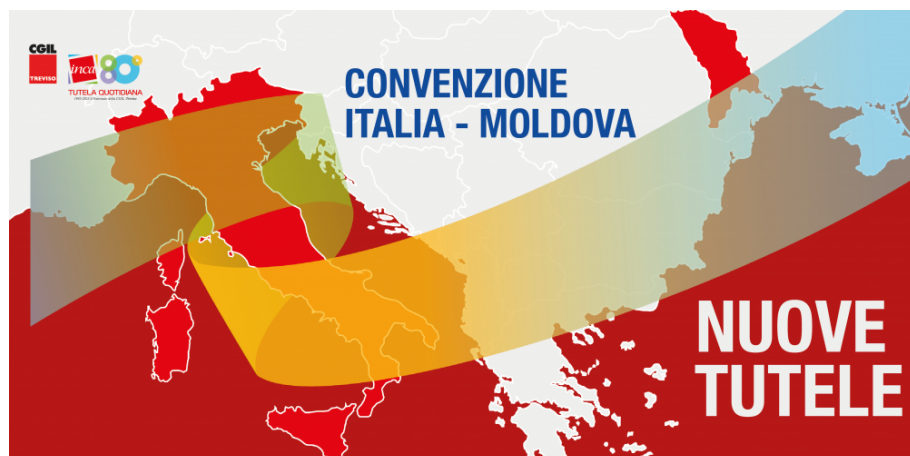 CGIL
TREVISO
inca 80°
TUTELA QUOTIDIANA
CONVENZIONE
ITALIA - MOLDOVA
NUOVE
TUTELE